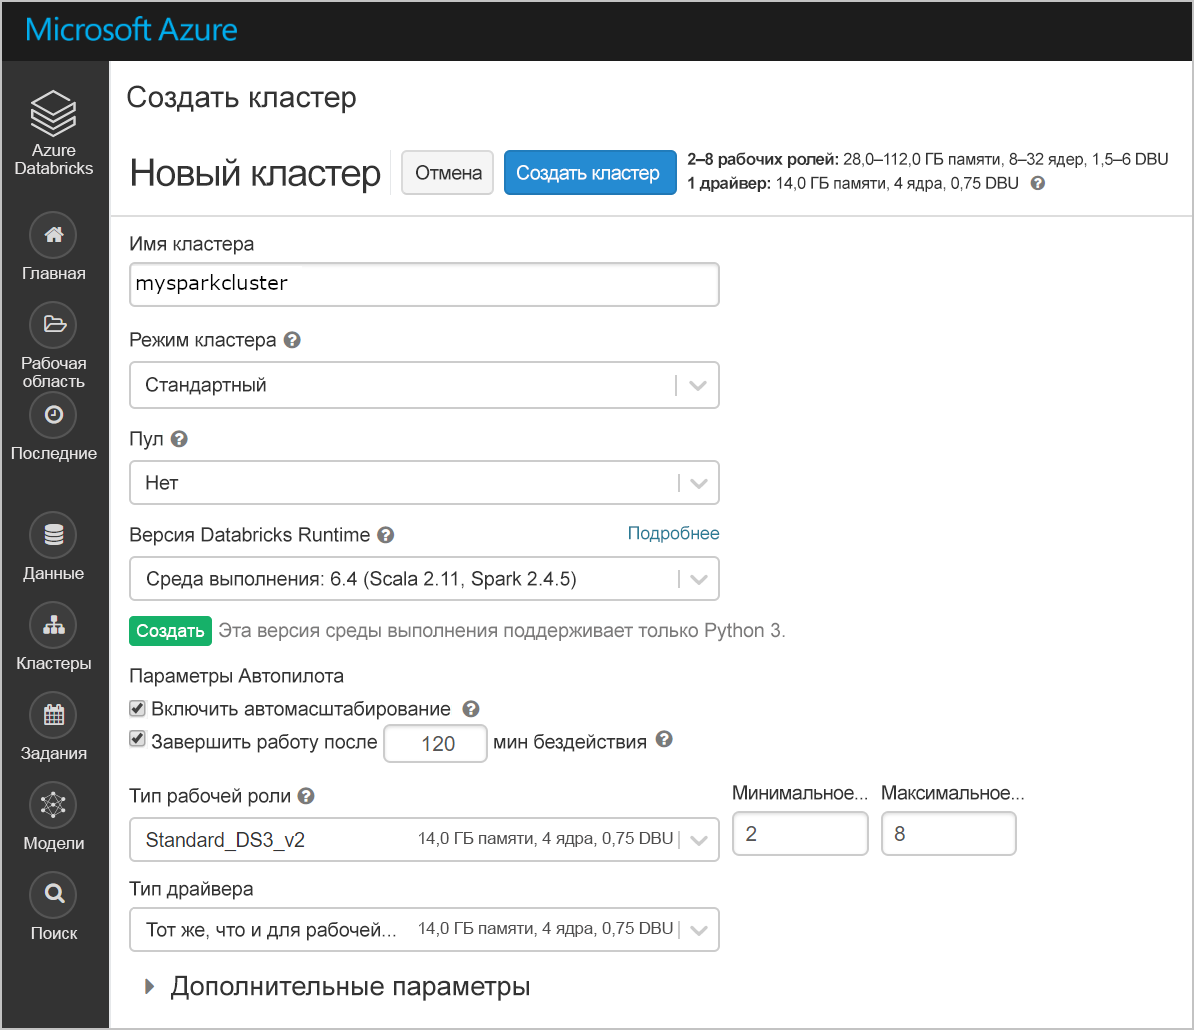 Microsoft Azure
Azure
Databricks
Главная
Рабочая
область
Последние
Данные
Кластеры
Задания
Модели
Поиск
Создать кластер
Новый кластер
Отмена
Создать кластер
2–8 рабочих ролей: 28,0–112,0 ГБ памяти, 8–32 ядер, 1,5–6 DBU
1 драйвер: 14,0 ГБ памяти, 4 ядра, 0,75 DBU ?
Имя кластера
mysparkcluster
Режим кластера ?
Стандартный
Пул ?
Нет
Версия Databricks Runtime ? Подробнее
Среда выполнения: 6.4 (Scala 2.11, Spark 2.4.5)
Создать Эта версия среды выполнения поддерживает только Python 3.
Параметры Автопилота
Включить автомасштабирование ?
Завершить работу после 120 мин бездействия ?
Тип рабочей роли ? Минимальное... Максимальное...
Standard_DS3_v2 14,0 ГБ памяти, 4 ядра, 0,75 DBU 2 8
Тип драйвера
Тот же, что и для рабочей... 14,0 ГБ памяти, 4 ядра, 0,75 DBU
Дополнительные параметры